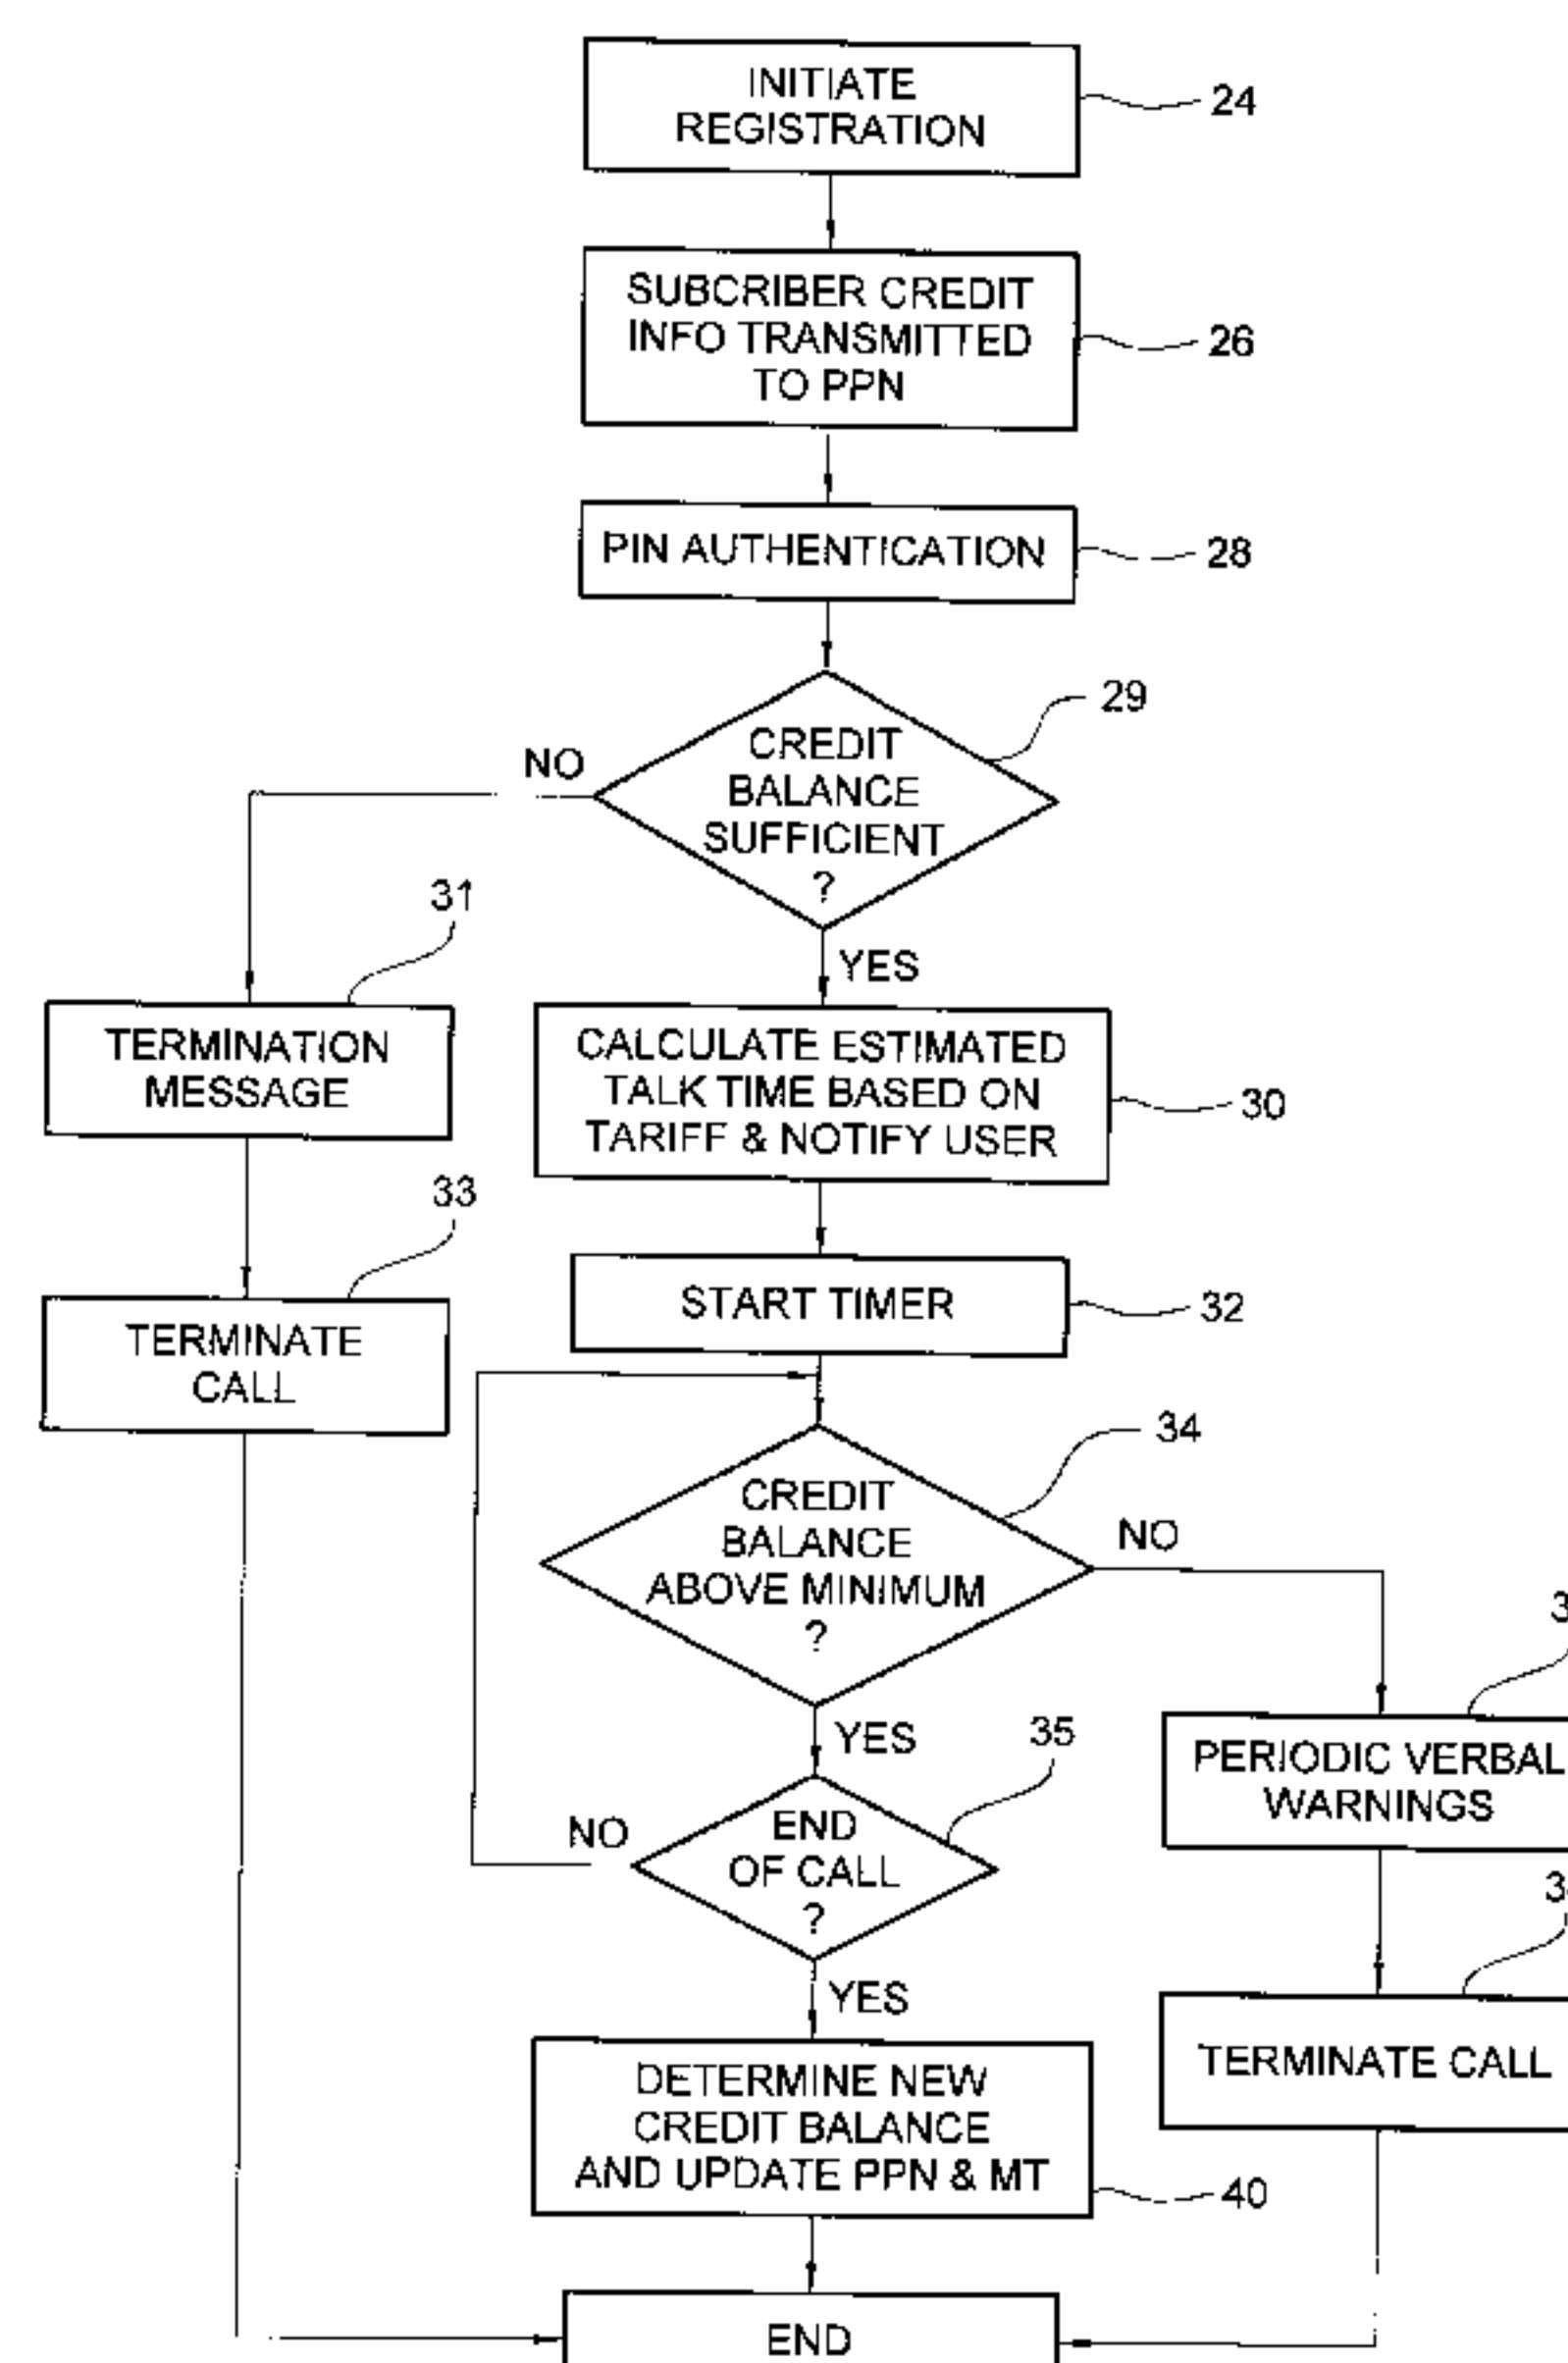 INITIATE
REGISTRATION
24
SUBCRIBER CREDIT
INFO TRANSMITTED
TO PPN
26
PIN AUTHENTICATION
28
29
CREDIT
BALANCE
SUFFICIENT
?
NO
YES
31
TERMINATION
MESSAGE
CALCULATE ESTIMATED
TALK TIME BASED ON
TARIFF & NOTIFY USER
30
33
TERMINATE
CALL
START TIMER
32
34
CREDIT
BALANCE
ABOVE MINIMUM
?
NO
YES
35
PERIODIC VERBAL
WARNINGS
END
OF CALL
?
NO
YES
TERMINATE CALL
DETERMINE NEW
CREDIT BALANCE
AND UPDATE PPN & MT
40
END